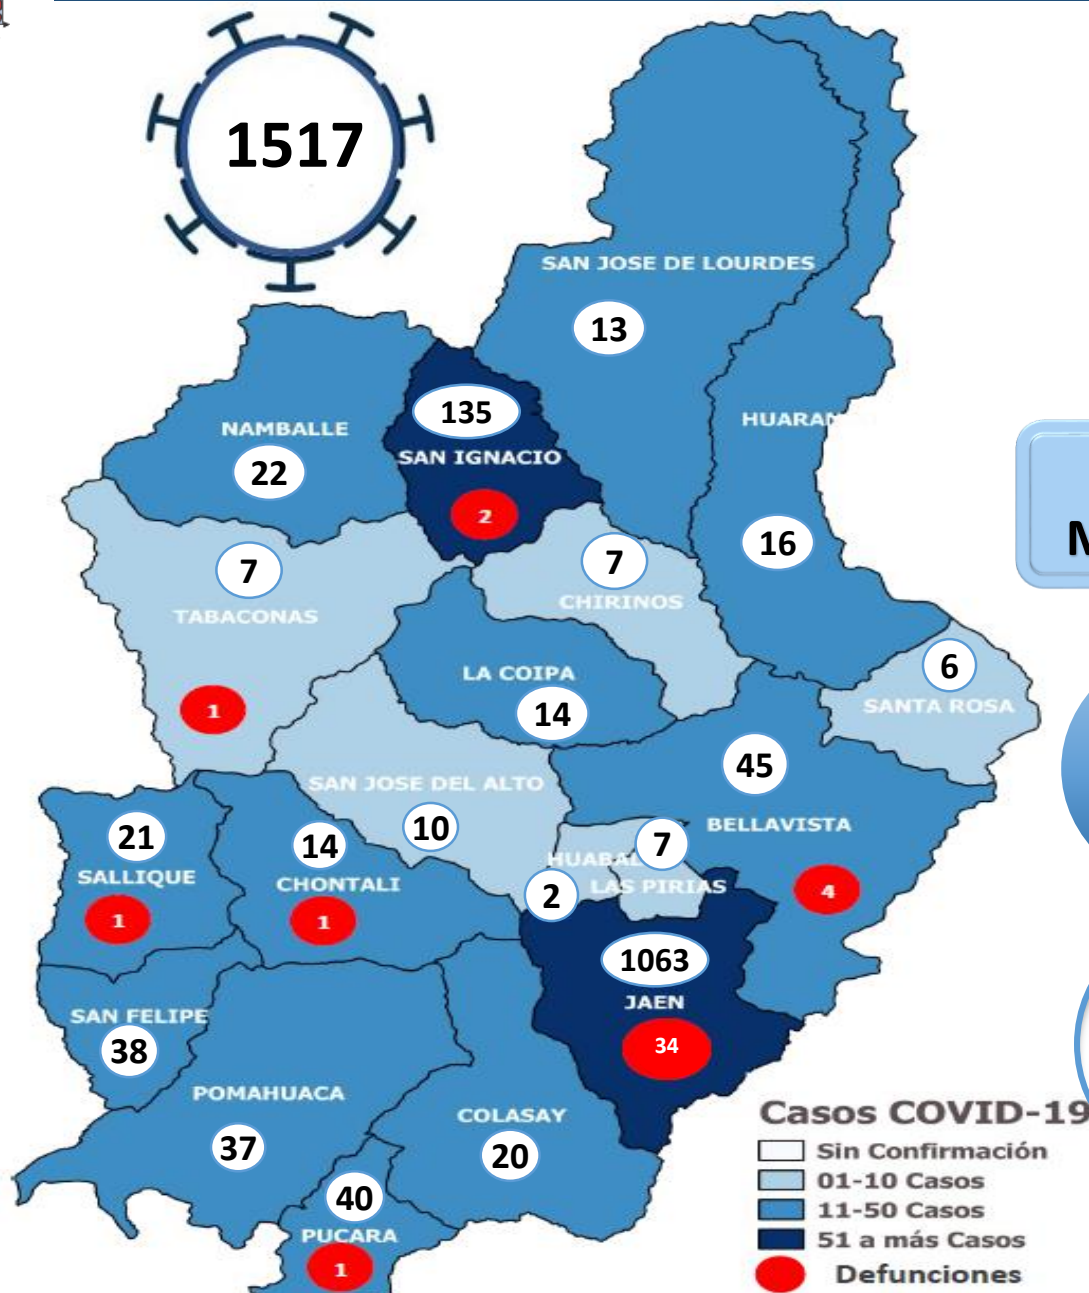 1517
SAN JOSE DE LOURDES
13
135
SAN IGNACIO
2
NAMBALLE
22
HUARAN
16
7
TABACONAS
1
7
CHIRINOS
6
SANTA ROSA
LA COIPA
14
45
BELLAVISTA
4
SAN JOSE DEL ALTO
10
21
SALLIQUE
1
14
CHONTALI
1
HUABAL
2
7
LAS PIRIAS
1063
JAEN
34
SAN FELIPE
38
POMAHUACA
37
COLASAY
20
40
PUCARA
1
Casos COVID-19
Sin Confirmación
01-10 Casos
11-50 Casos
51 a más Casos
Defunciones